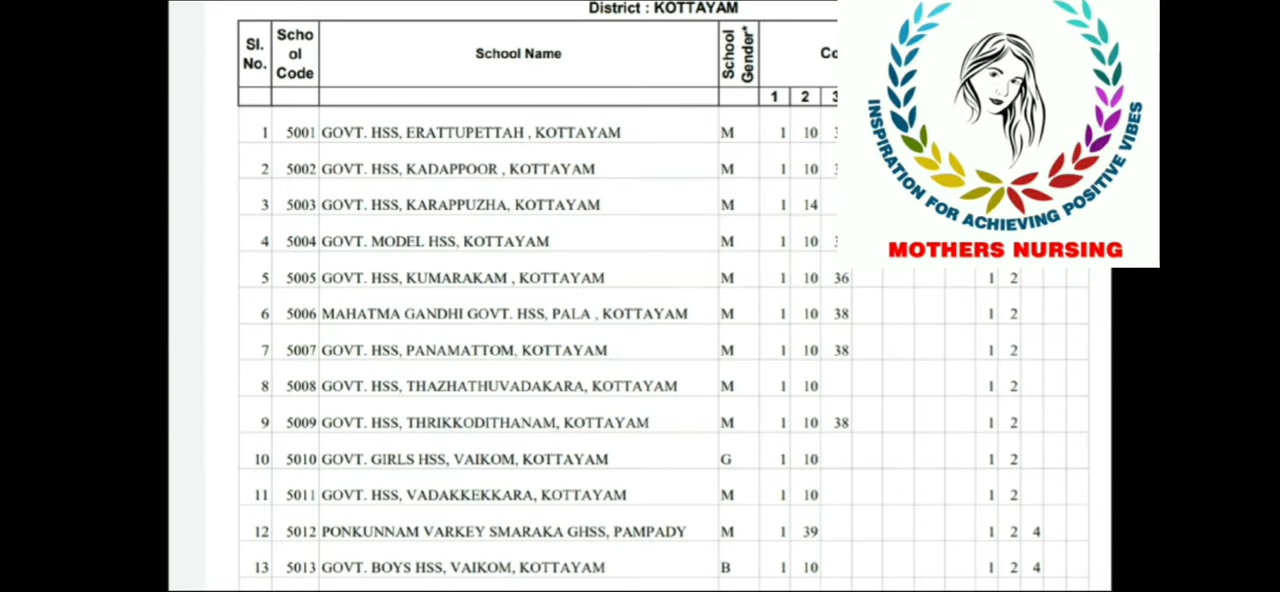 District : KOTTAYAM
Sl. No. School Code School Name School Gender*
1 2
1 5001 GOVT. HSS, ERATTUPETTAH , KOTTAYAM M 1 10
2 5002 GOVT. HSS, KADAPPOOR , KOTTAYAM M 1 10
3 5003 GOVT. HSS, KARAPPUZHA, KOTTAYAM M 1 14
4 5004 GOVT. MODEL HSS, KOTTAYAM M 1 10
5 5005 GOVT. HSS, KUMARAKAM , KOTTAYAM M 1 10 36 1 2
6 5006 MAHATMA GANDHI GOVT. HSS, PALA , KOTTAYAM M 1 10 38 1 2
7 5007 GOVT. HSS, PANAMATTOM, KOTTAYAM M 1 10 38 1 2
8 5008 GOVT. HSS, THAZHATHUVADAKARA, KOTTAYAM M 1 10 1 2
9 5009 GOVT. HSS, THRIKKODITHANAM, KOTTAYAM M 1 10 38 1 2
10 5010 GOVT. GIRLS HSS, VAIKOM, KOTTAYAM G 1 10 1 2
11 5011 GOVT. HSS, VADAKKEKKARA, KOTTAYAM M 1 10 1 2
12 5012 PONKUNNAM VARKEY SMARAKA GHSS, PAMPADY M 1 39 1 2 4
13 5013 GOVT. BOYS HSS, VAIKOM, KOTTAYAM B 1 10 1 2 4
INSPIRATION FOR ACHIEVING POSITIVE VIBES
MOTHERS NURSING